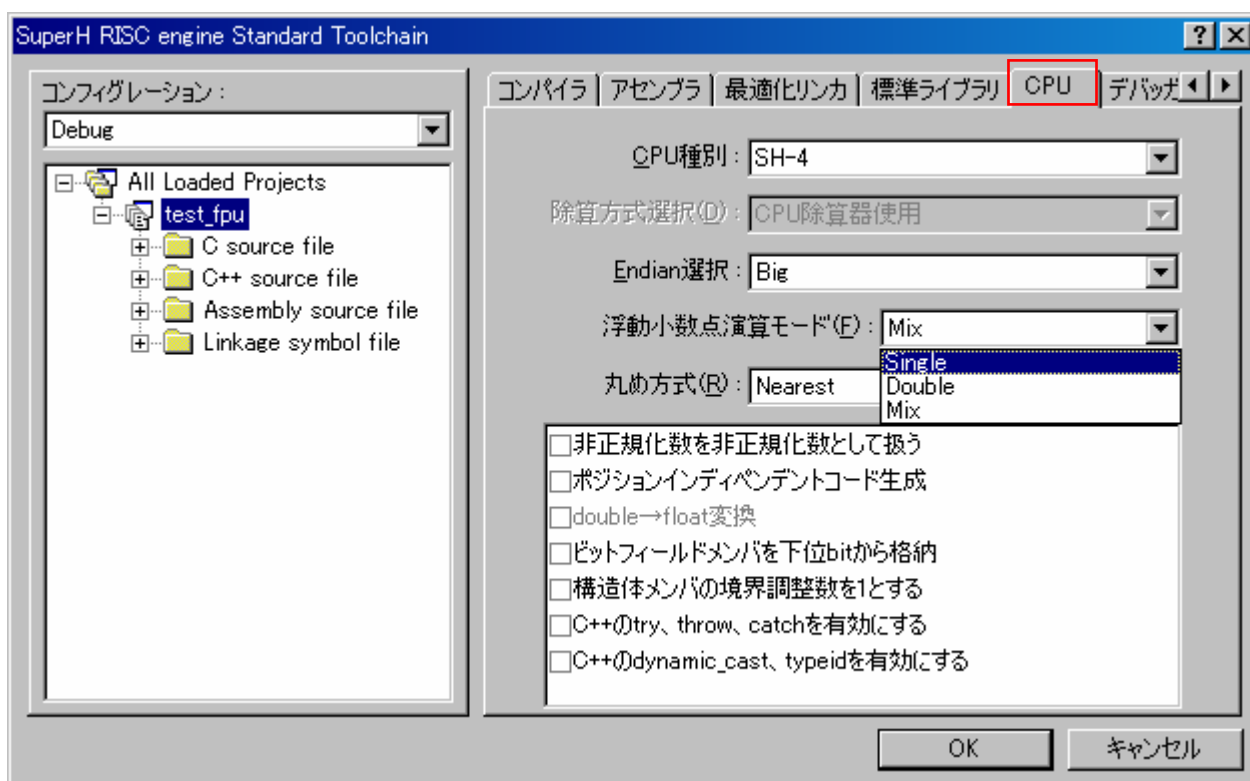 SuperH RISC engine Standard Toolchain
コンフィグレーション :
Debug
All Loaded Projects
test_fpu
C source file
C++ source file
Assembly source file
Linkage symbol file
コンパイラ アセンブラ 最適化リンカ 標準ライブラリ CPU デバッガ
CPU種別 : SH-4
除算方式選択(D) : CPU除算器使用
Endian選択 : Big
浮動小数点演算モード(F) : Mix
Single
Double
Mix
丸め方式(R) : Nearest
非正規化数を非正規化数として扱う
ポジションインディペンデントコード生成
double→float変換
ビットフィールドメンバを下位bitから格納
構造体メンバの境界調整数を1とする
C++のtry、throw、catchを有効にする
C++のdynamic_cast、typeidを有効にする
OK キャンセル